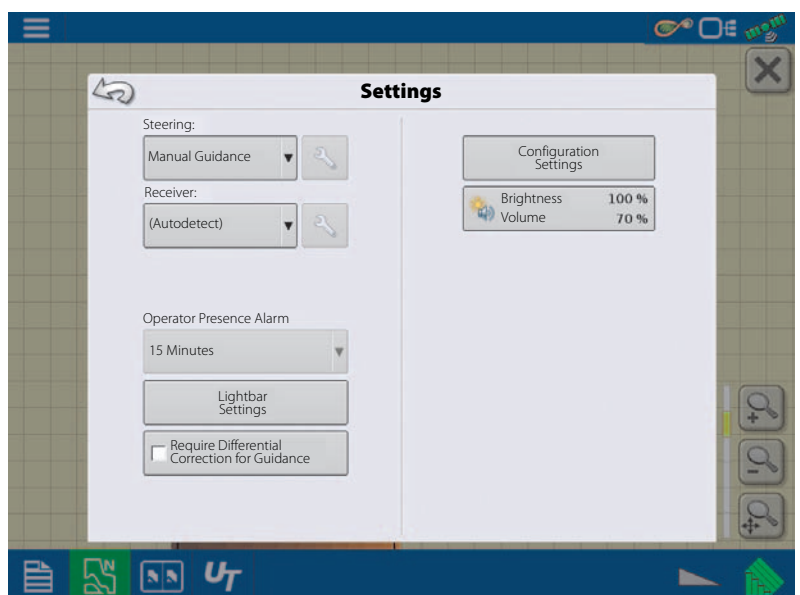 Settings
Steering:
Manual Guidance
Receiver:
(Autodetect)
Operator Presence Alarm
15 Minutes
Lightbar
Settings
Require Differential
Correction for Guidance
Configuration
Settings
Brightness 100 %
Volume 70 %
N
UT